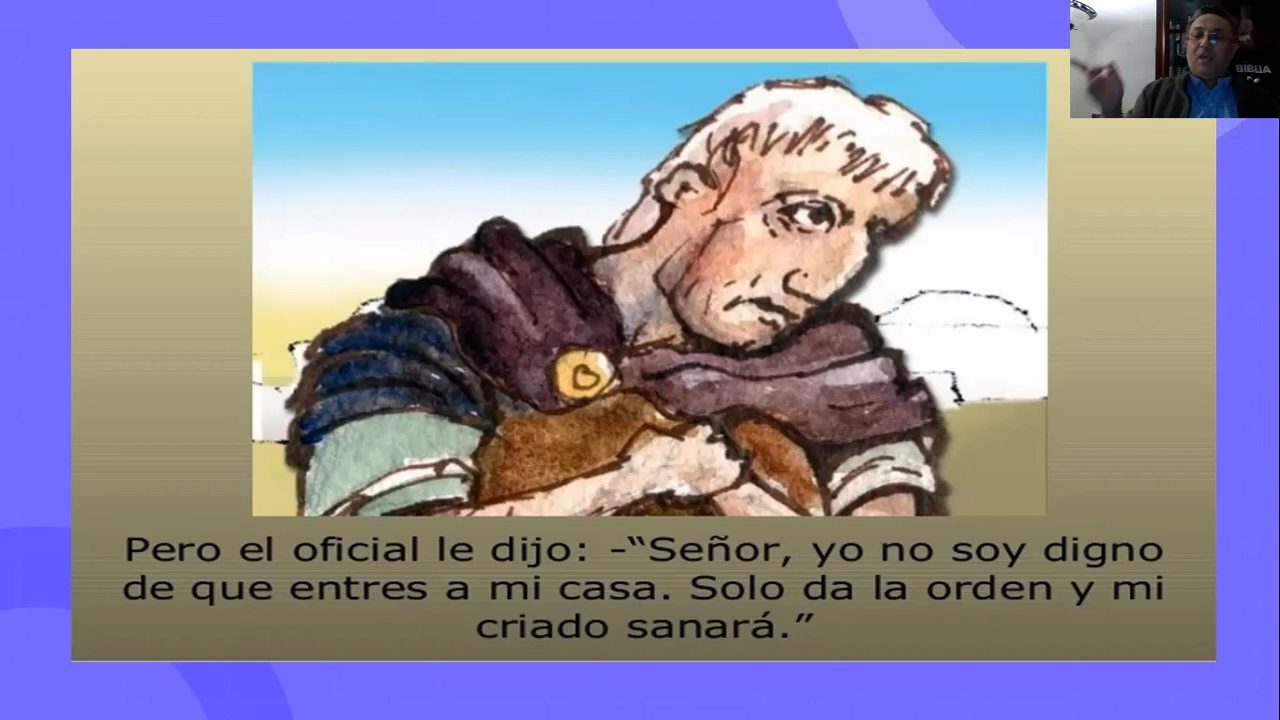 BIBLIA
Pero el oficial le dijo: -“Señor, yo no soy digno
de que entres a mi casa. Solo da la orden y mi
criado sanará.”